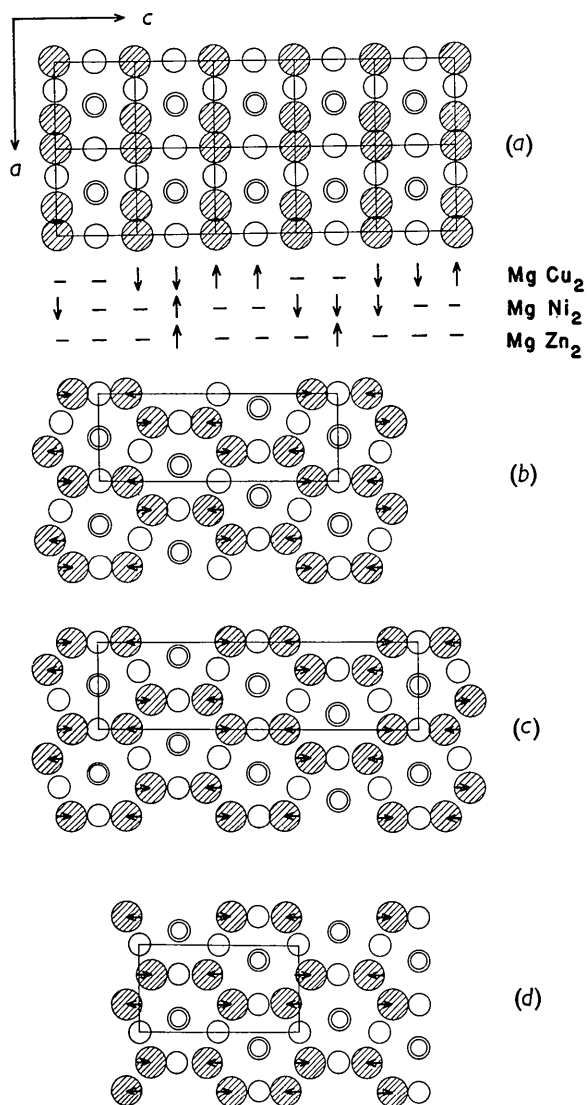 c
a
(a)
– – ↓ ↓ ↑ ↑ – – ↓ ↓ ↑ Mg Cu₂
↓ – – ↑ – – ↓ ↓ ↓ – – Mg Ni₂
– – – ↑ – – – ↑ – – – Mg Zn₂
(b)
(c)
(d)